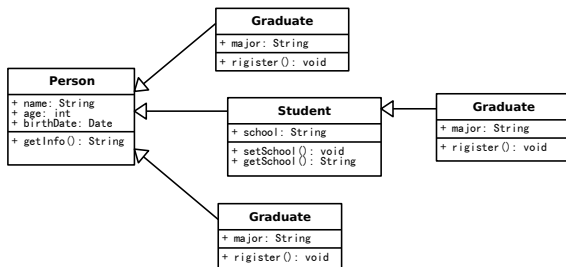 Graduate
+ major: String
+ rigister(): void
Person
+ name: String
+ age: int
+ birthDate: Date
+ getInfo(): String
Student
+ school: String
+ setSchool(): void
+ getSchool(): String
Graduate
+ major: String
+ rigister(): void
Graduate
+ major: String
+ rigister(): void